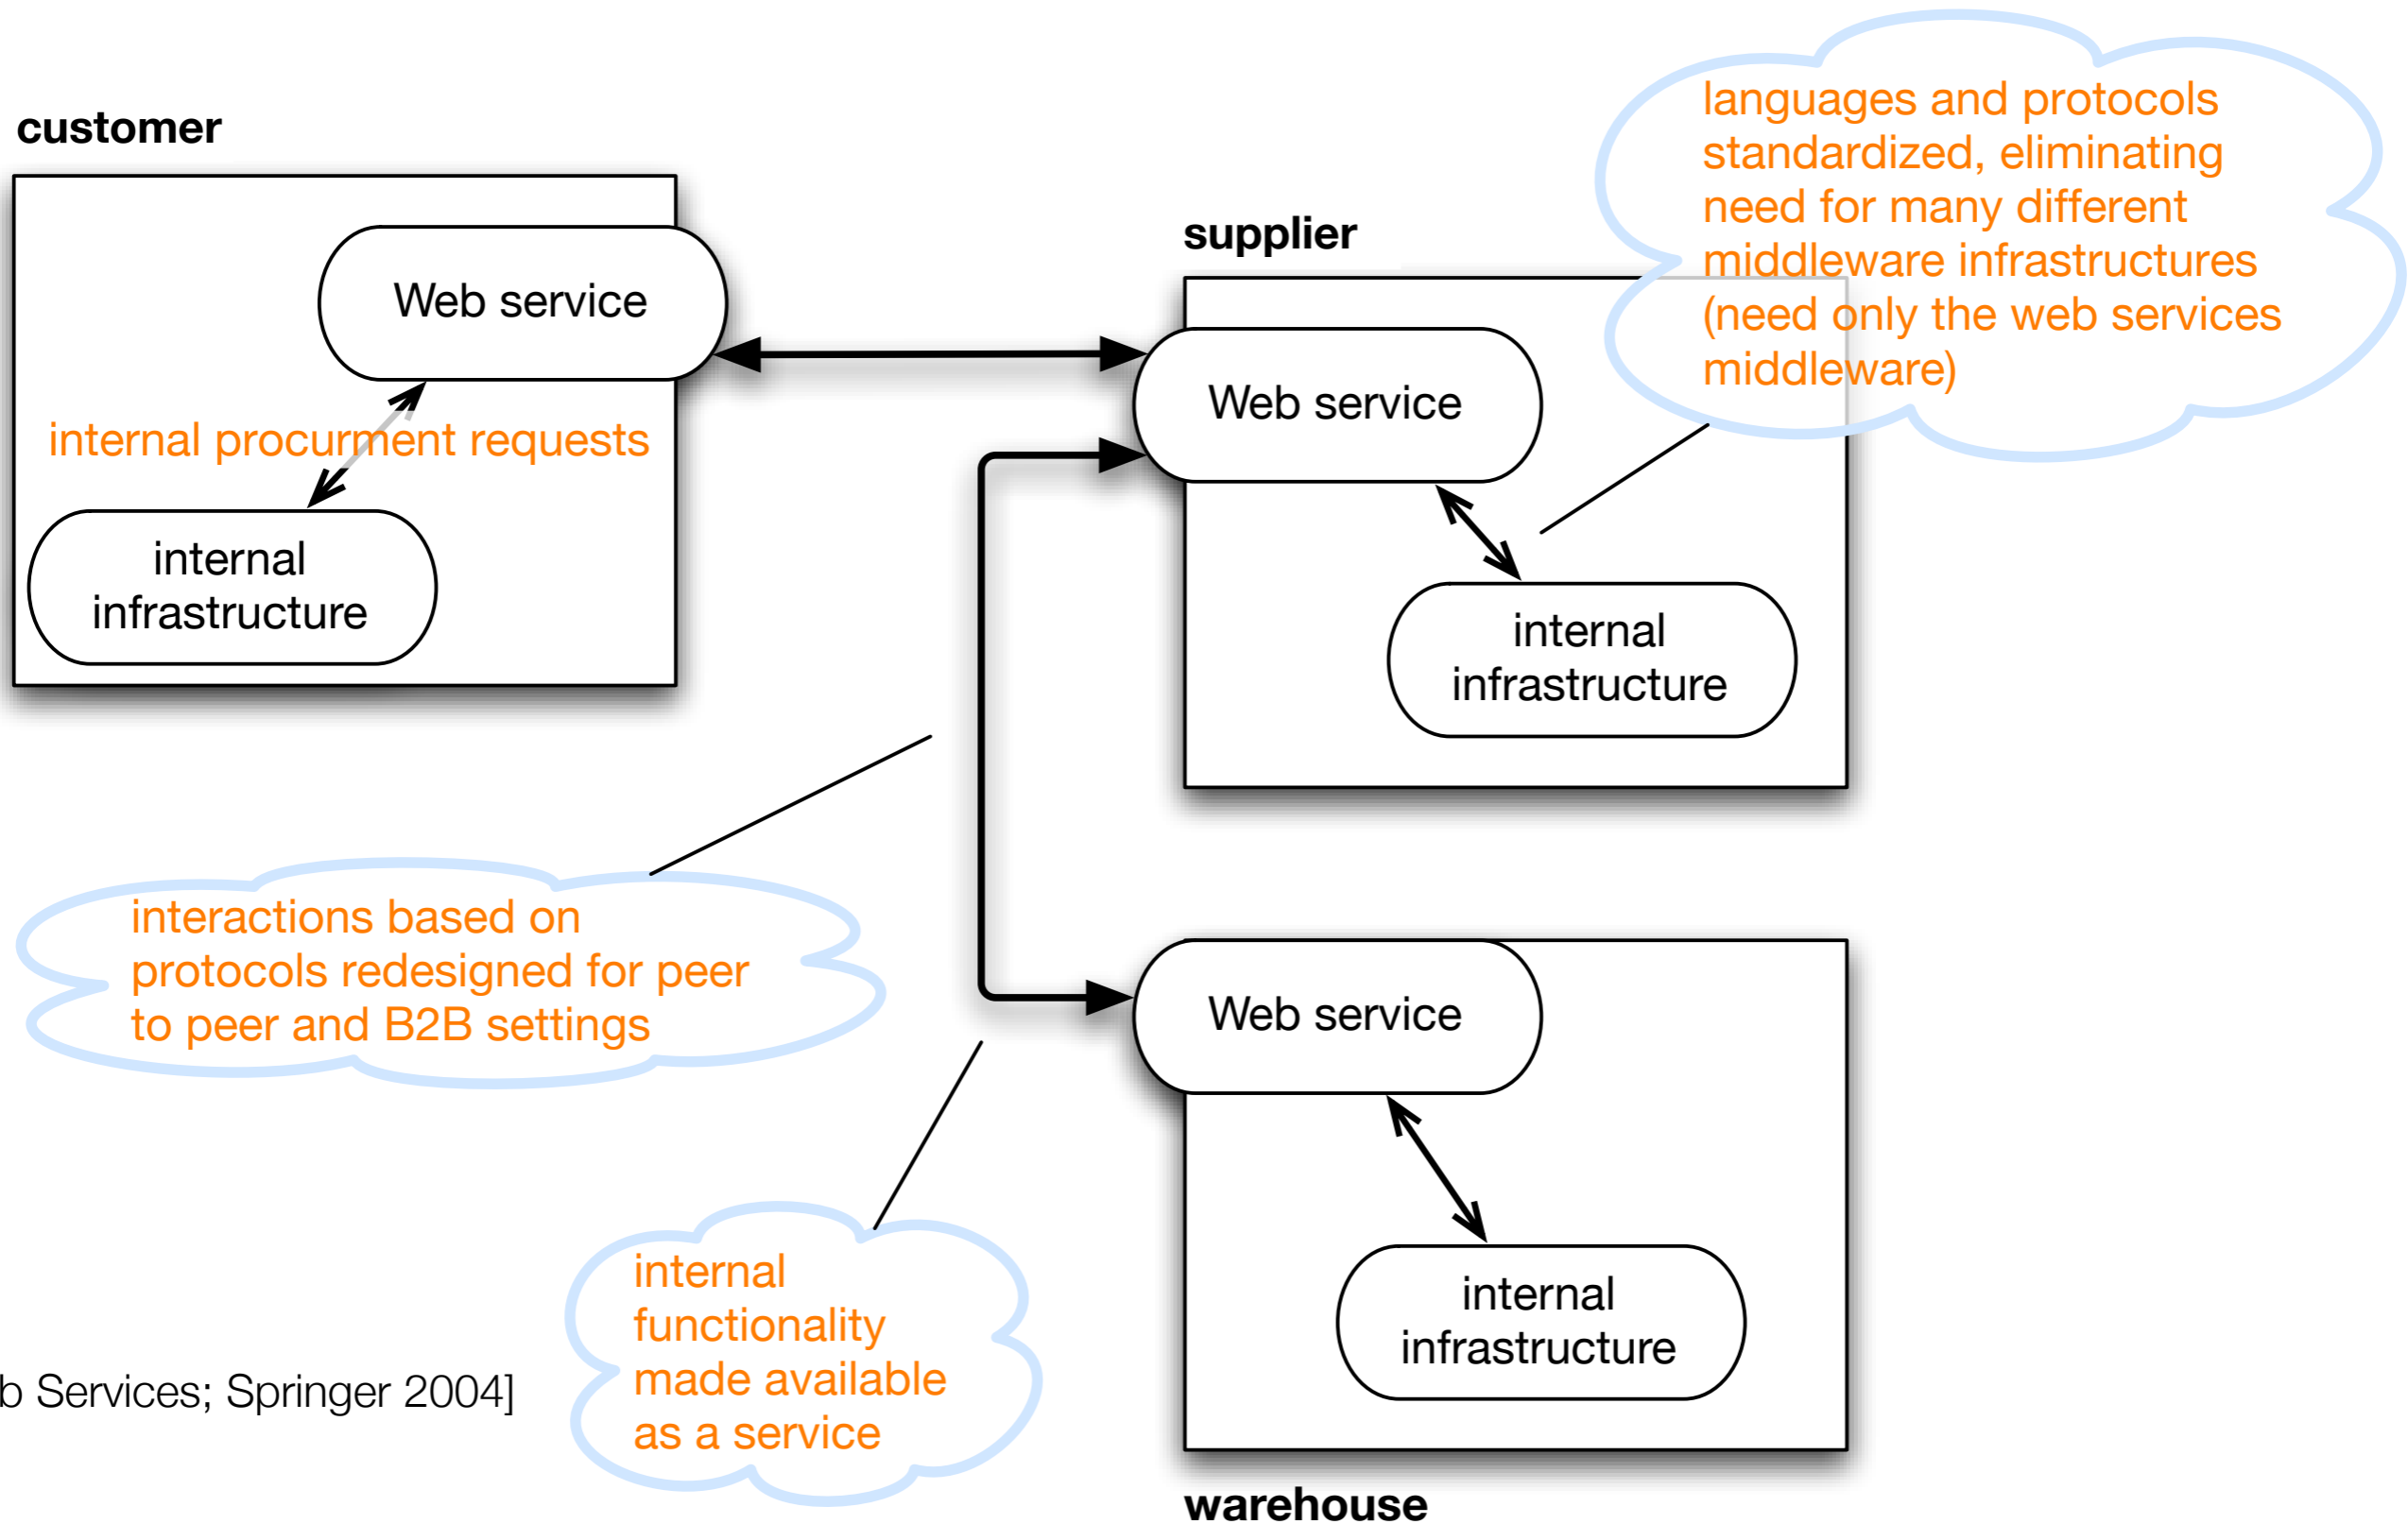 customer
Web service
internal procurment requests
internal
infrastructure
supplier
Web service
internal
infrastructure
languages and protocols
standardized, eliminating
need for many different
middleware infrastructures
(need only the web services
middleware)
interactions based on
protocols redesigned for peer
to peer and B2B settings
Web service
internal
infrastructure
warehouse
internal
functionality
made available
as a service
b Services; Springer 2004]